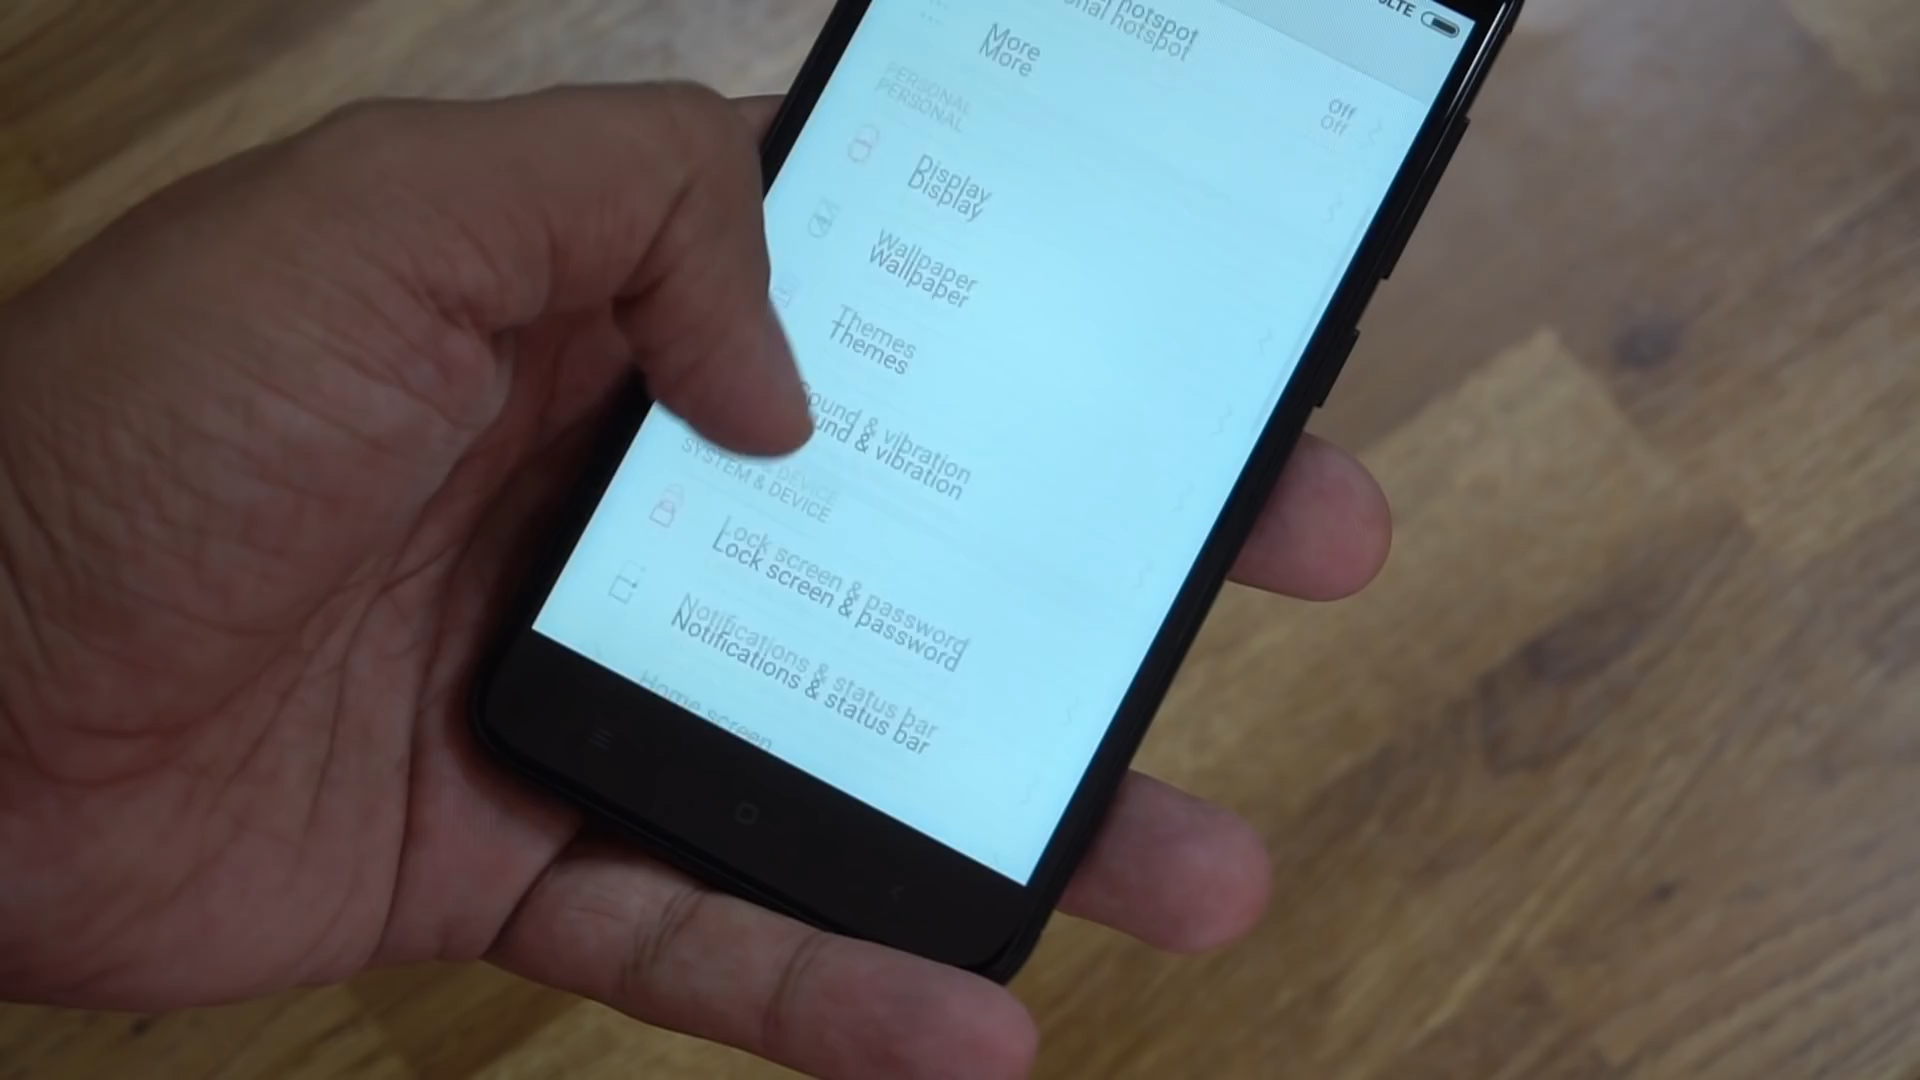 LTE
onal hotspot
More
Off
PERSONAL
Display
Wallpaper
Themes
Sound & vibration
SYSTEM & DEVICE
Lock screen & password
Notifications & status bar
Home screen